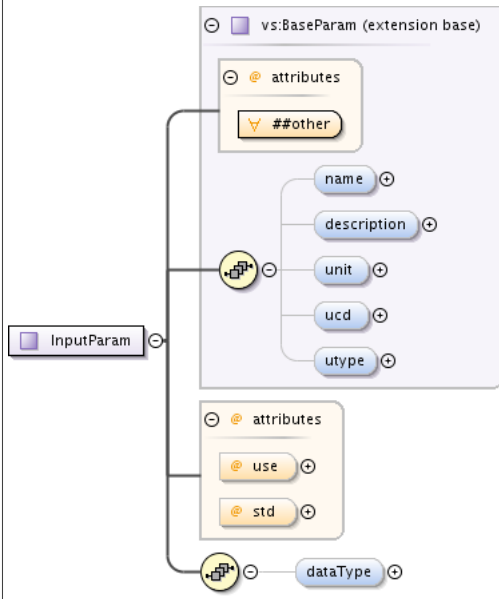 vs:BaseParam (extension base)
@ attributes
∀ ##other
name
description
unit
ucd
utype
InputParam
@ attributes
@ use
@ std
dataType